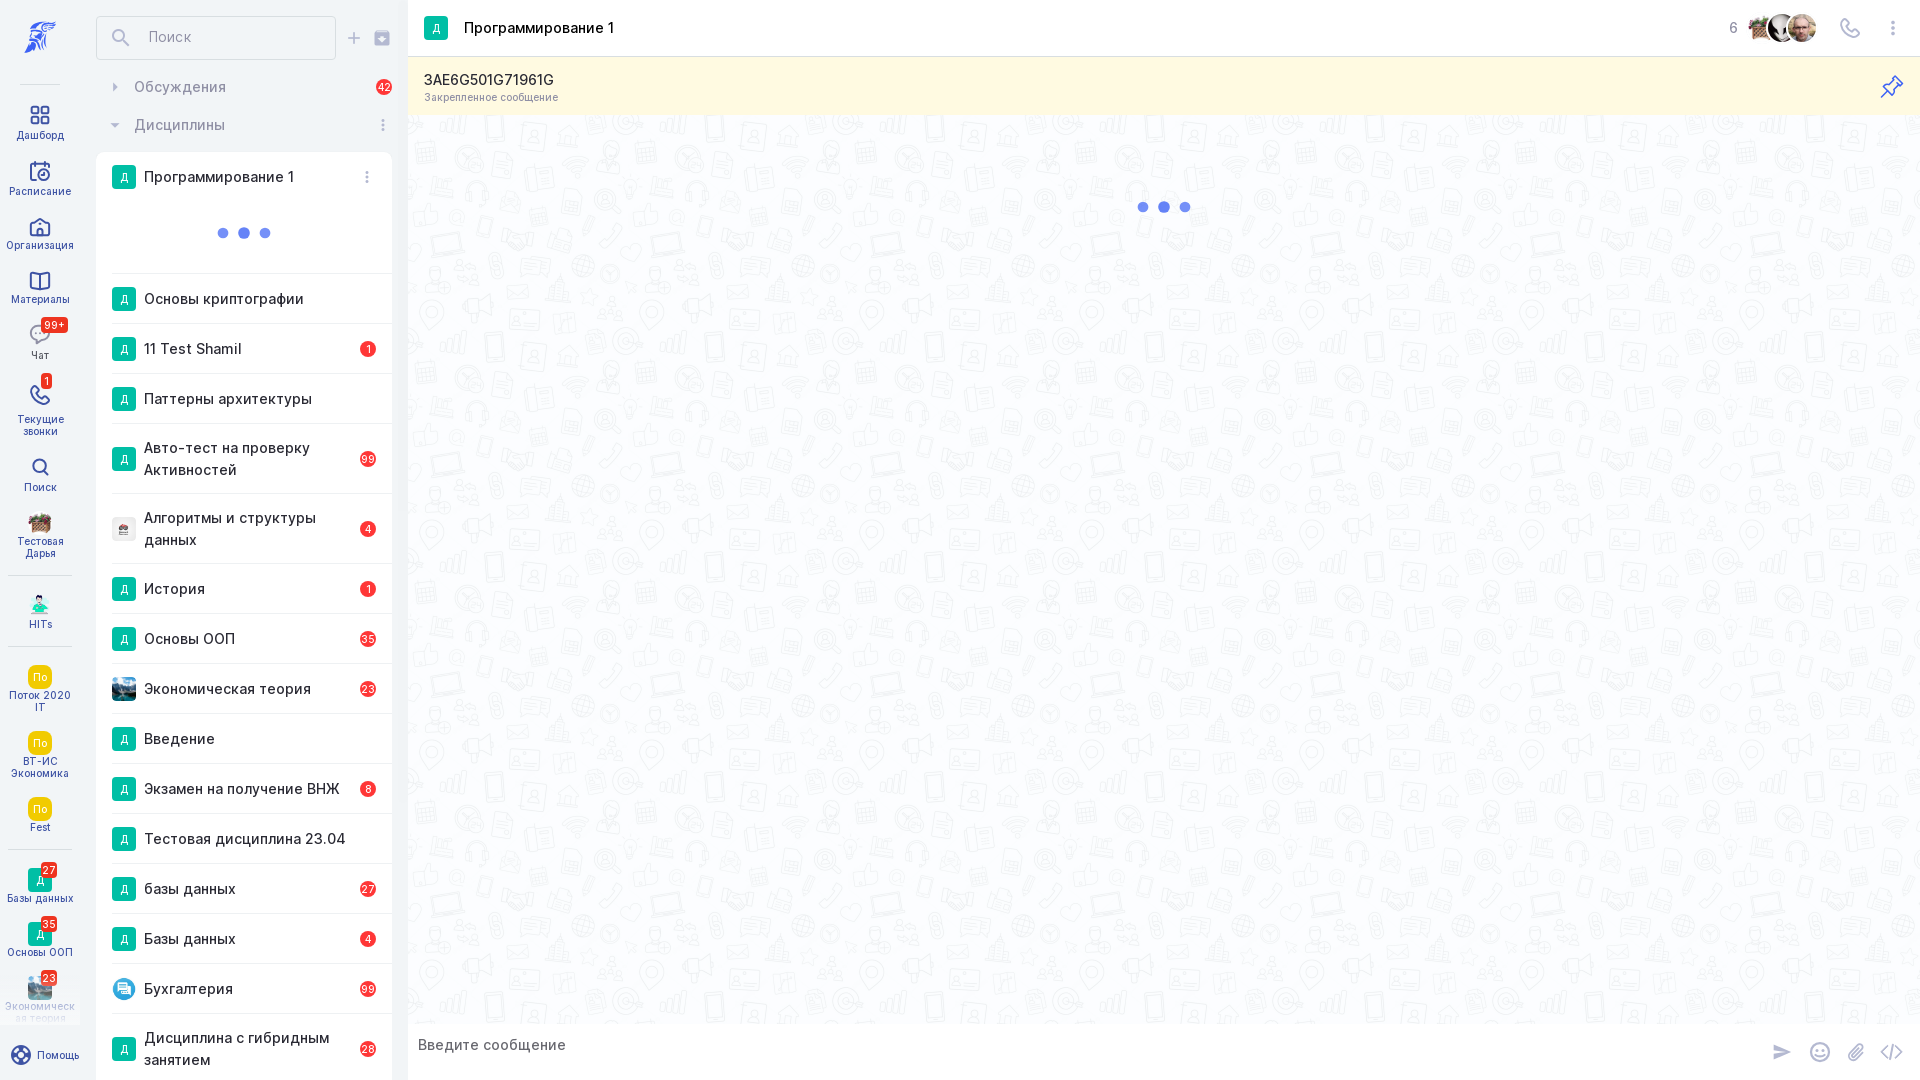 Дашборд
Расписание
Организация
Материалы
99+
Чат
1
Текущие
звонки
Поиск
Тестовая
Дарья
HITs
По
Поток 2020
IT
По
ВТ-ИС
Экономика
По
Fest
27
Д
Базы данных
35
Д
Основы ООП
23
Экономическ
ая теория
Помощь
Поиск
Обсуждения
42
Дисциплины
Д
Программирование 1
Д
Основы криптографии
Д
11 Test Shamil
1
Д
Паттерны архитектуры
Д
Авто-тест на проверку
Активностей
99
Алгоритмы и структуры
данных
4
Д
История
1
Д
Основы ООП
35
Экономическая теория
23
Д
Введение
Д
Экзамен на получение ВНЖ
8
Д
Тестовая дисциплина 23.04
Д
базы данных
27
Д
Базы данных
4
Бухгалтерия
99
Д
Дисциплина с гибридным
занятием
28
Д
Программирование 1
6
3AE6G501G71961G
Закрепленное сообщение
Введите сообщение